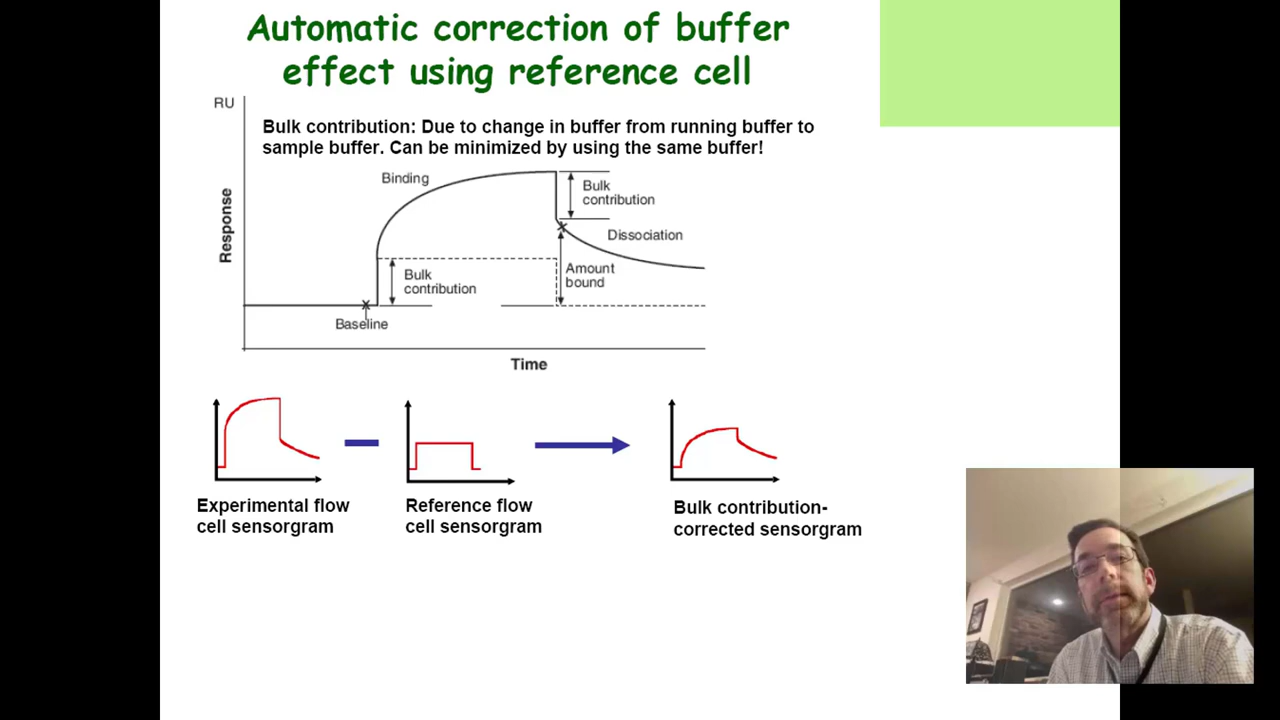 Automatic correction of buffer
effect using reference cell
RU
Bulk contribution: Due to change in buffer from running buffer to
sample buffer. Can be minimized by using the same buffer!
Binding
Bulk
contribution
Response
Dissociation
Bulk
contribution
Amount
bound
Baseline
Time
Experimental flow
cell sensorgram
Reference flow
cell sensorgram
Bulk contribution-
corrected sensorgram